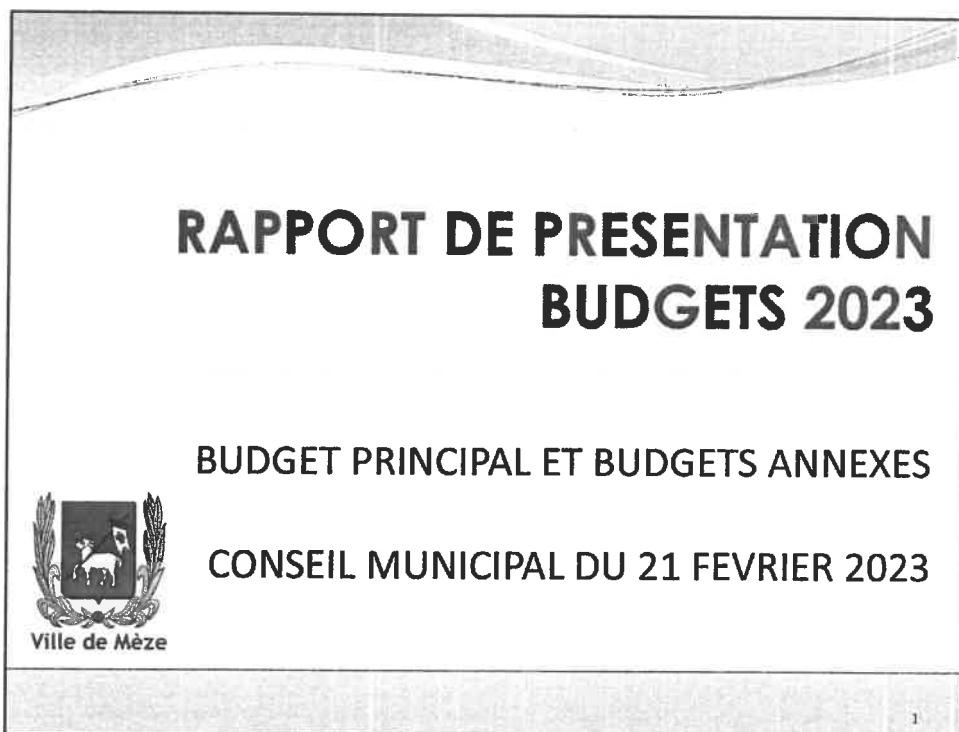 RAPPORT DE PRESENTATION
BUDGETS 2023
BUDGET PRINCIPAL ET BUDGETS ANNEXES
CONSEIL MUNICIPAL DU 21 FEVRIER 2023
Ville de Mèze
1